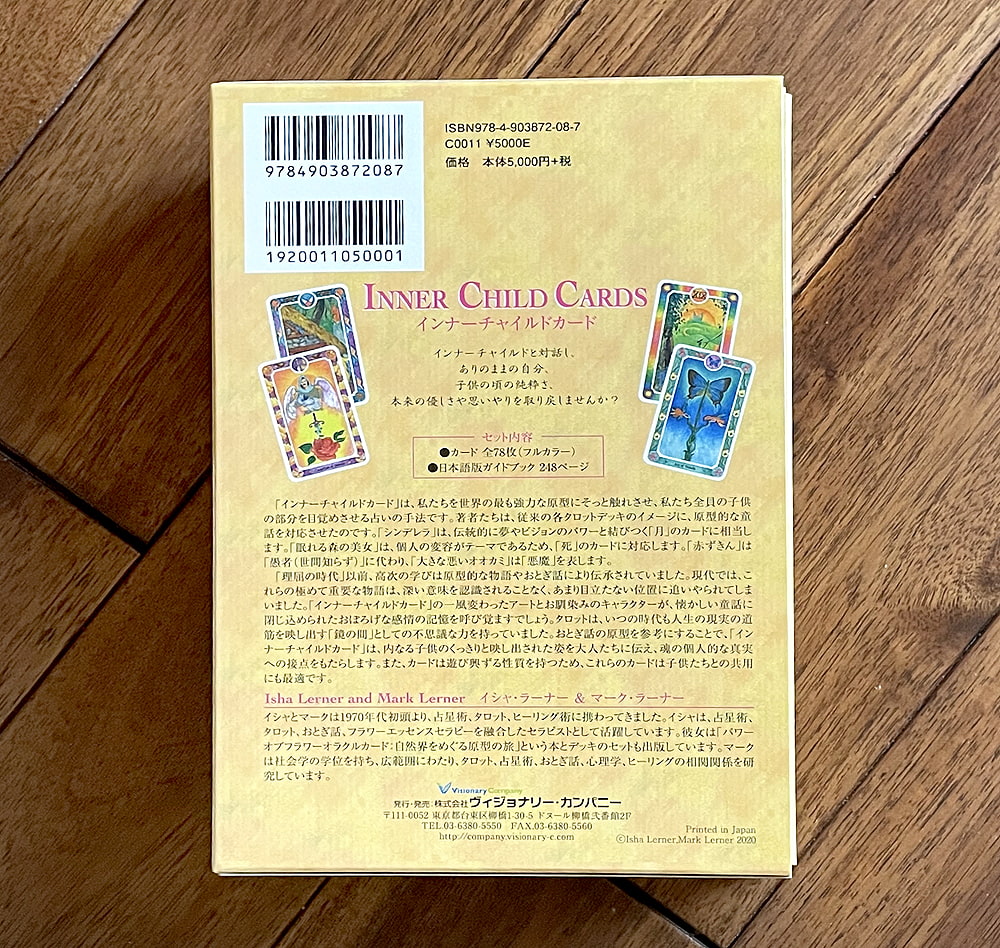 ISBN978-4-903872-08-7
C0011 ¥5000E
価格 本体5,000円+税
9784903872087
1920011050001
INNER CHILD CARDS
インナーチャイルドカード
インナーチャイルドと対話し、
ありのままの自分、
子供の頃の純粋さ、
本来の優しさや思いやりを取り戻しませんか?
セット内容
●カード 全78枚(フルカラー)
●日本語版ガイドブック 248ページ
「インナーチャイルドカード」は、私たちを世界の最も強力な原型にそっと触れさせ、私たち全員の子供
の部分を目覚めさせる占いの手法です。著者たちは、従来の各タロットデッキのイメージに、原型的な童
話を対応させたのです。「シンデレラ」は、伝統的に夢やビジョンのパワーと結びつく「月」のカードに相当し
ます。「眠れる森の美女」は、個人の変容がテーマであるため、「死」のカードに対応します。「赤ずきん」は
「愚者(世間知らず)」に代わり、「大きな悪いオオカミ」は「悪魔」を表します。
「理屈の時代」以前、高次の学びは原型的な物語やおとぎ話により伝承されていました。現代では、こ
れらの極めて重要な物語は、深い意味を認識されることなく、あまり目立たない位置に追いやられてしま
いました。「インナーチャイルドカード」の一風変わったアートとお馴染みのキャラクターが、懐かしい童話に
閉じ込められたおぼろげな感情の記憶を呼び覚ますでしょう。タロットは、いつの時代も人生の現実の道
筋を映し出す「鏡の間」としての不思議な力を持っていました。おとぎ話の原型を参考にすることで、「イン
ナーチャイルドカード」は、内なる子供のくっきりと映し出された姿を大人たちに伝え、魂の個人的な真実
への接点をもたらします。また、カードは遊び興ずる性質を持つため、これらのカードは子供たちとの共用
にも最適です。
Isha Lerner and Mark Lerner イシャ・ラーナー & マーク・ラーナー
イシャとマークは1970年代初頭より、占星術、タロット、ヒーリング術に携わってきました。イシャは、占星術、
タロット、おとぎ話、フラワーエッセンスセラピーを融合したセラピストとして活躍しています。彼女は「パワー
オブフラワーオラクルカード:自然界をめぐる原型の旅」という本とデッキのセットも出版しています。マーク
は社会学の学位を持ち、広範囲にわたり、タロット、占星術、おとぎ話、心理学、ヒーリングの相関関係を研
究しています。
Visionary Company
発行・発売:株式会社ヴィジョナリー・カンパニー
〒111-0052 東京都台東区柳橋1-30-5 ドヌール柳橋弐番館2F
TEL.03-6380-5550 FAX.03-6380-5560
http://company.visionary-c.com
Printed in Japan
©Isha Lerner,Mark Lerner 2020